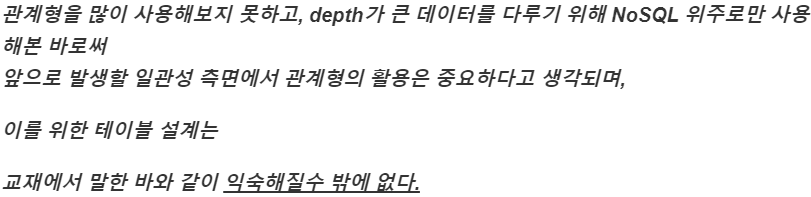 관계형을 많이 사용해보지 못하고, depth가 큰 데이터를 다루기 위해 NoSQL 위주로만 사용
해본 바로써
앞으로 발생할 일관성 측면에서 관계형의 활용은 중요하다고 생각되며,
이를 위한 테이블 설계는
교재에서 말한 바와 같이 익숙해질수 밖에 없다.